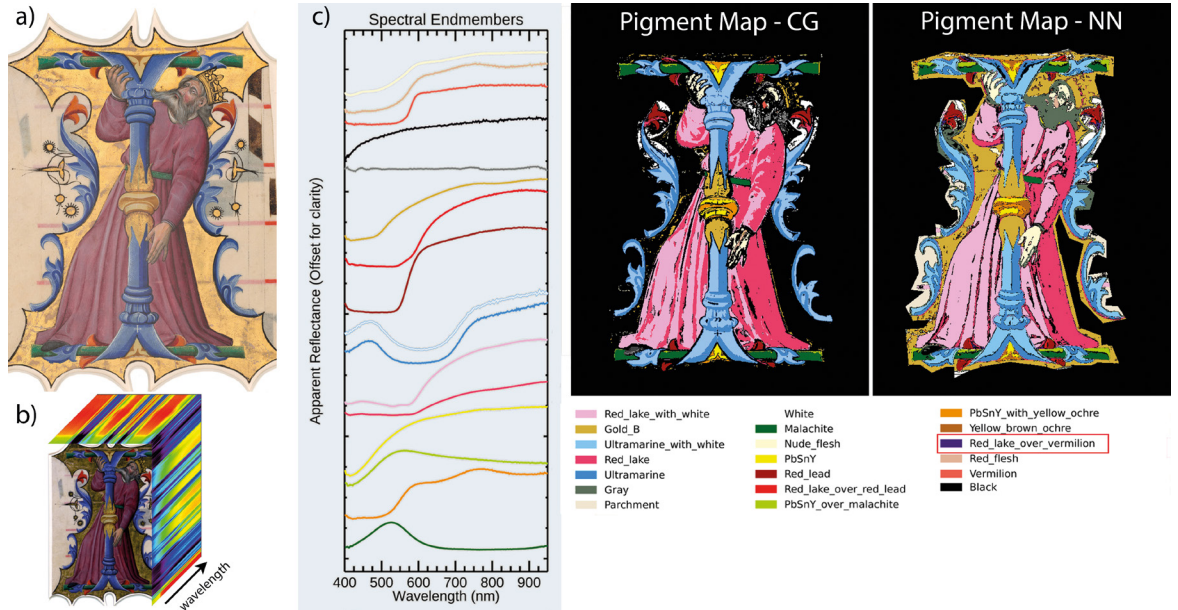 a)
b)
wavelength
c)
Spectral Endmembers
Apparent Reflectance (Offset for clarity)
400 500 600 700 800 900
Wavelength (nm)
Pigment Map - CG
Pigment Map - NN
Red_lake_with_white
Gold_B
Ultramarine_with_white
Red_lake
Ultramarine
Gray
Parchment
White
Malachite
Nude_flesh
PbSnY
Red_lead
Red_lake_over_red_lead
PbSnY_over_malachite
PbSnY_with_yellow_ochre
Yellow_brown_ochre
Red_lake_over_vermilion
Red_flesh
Vermilion
Black